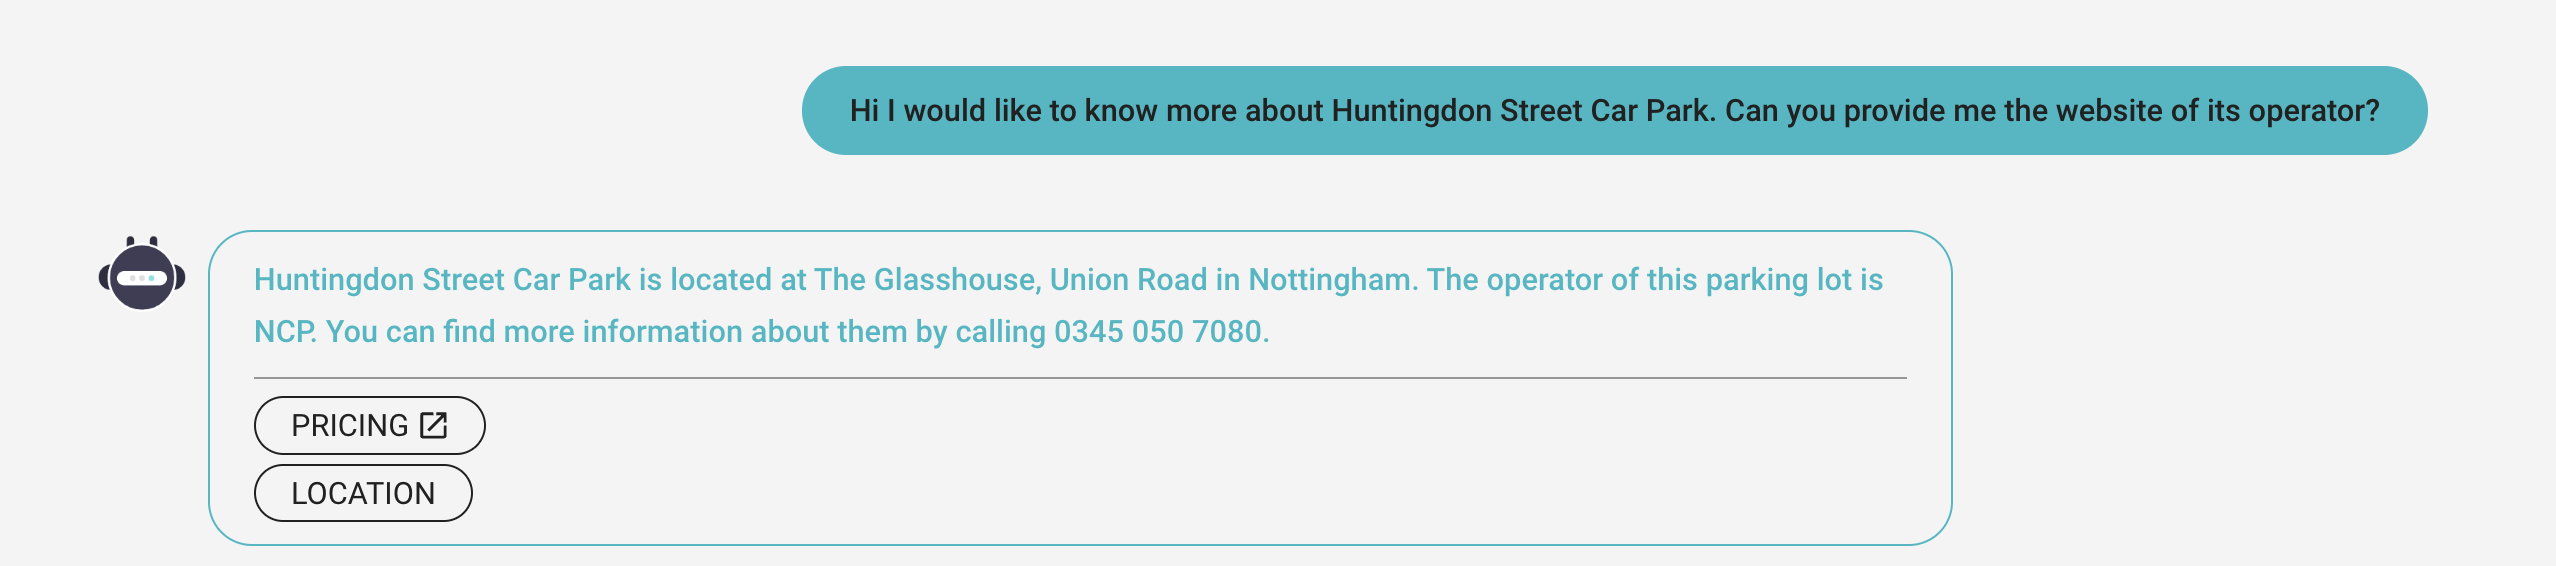 Hi I would like to know more about Huntingdon Street Car Park. Can you provide me the website of its operator?
Huntingdon Street Car Park is located at The Glasshouse, Union Road in Nottingham. The operator of this parking lot is
NCP. You can find more information about them by calling 0345 050 7080.
PRICING
LOCATION